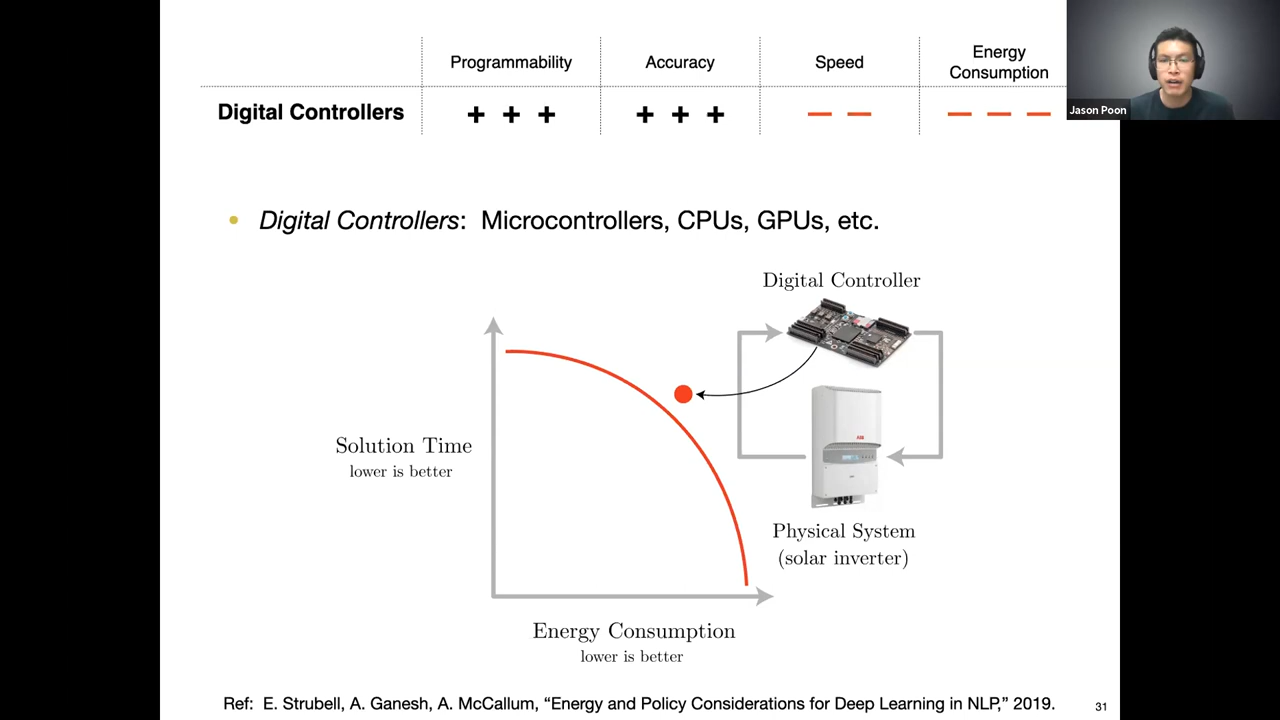 Programmability
Accuracy
Speed
Energy
Consumption
Jason Poon
Digital Controllers
+ + +
+ + +
— —
— — —
• Digital Controllers: Microcontrollers, CPUs, GPUs, etc.
Digital Controller
Solution Time
lower is better
ABB
Physical System
(solar inverter)
Energy Consumption
lower is better
Ref: E. Strubell, A. Ganesh, A. McCallum, “Energy and Policy Considerations for Deep Learning in NLP,” 2019.
31